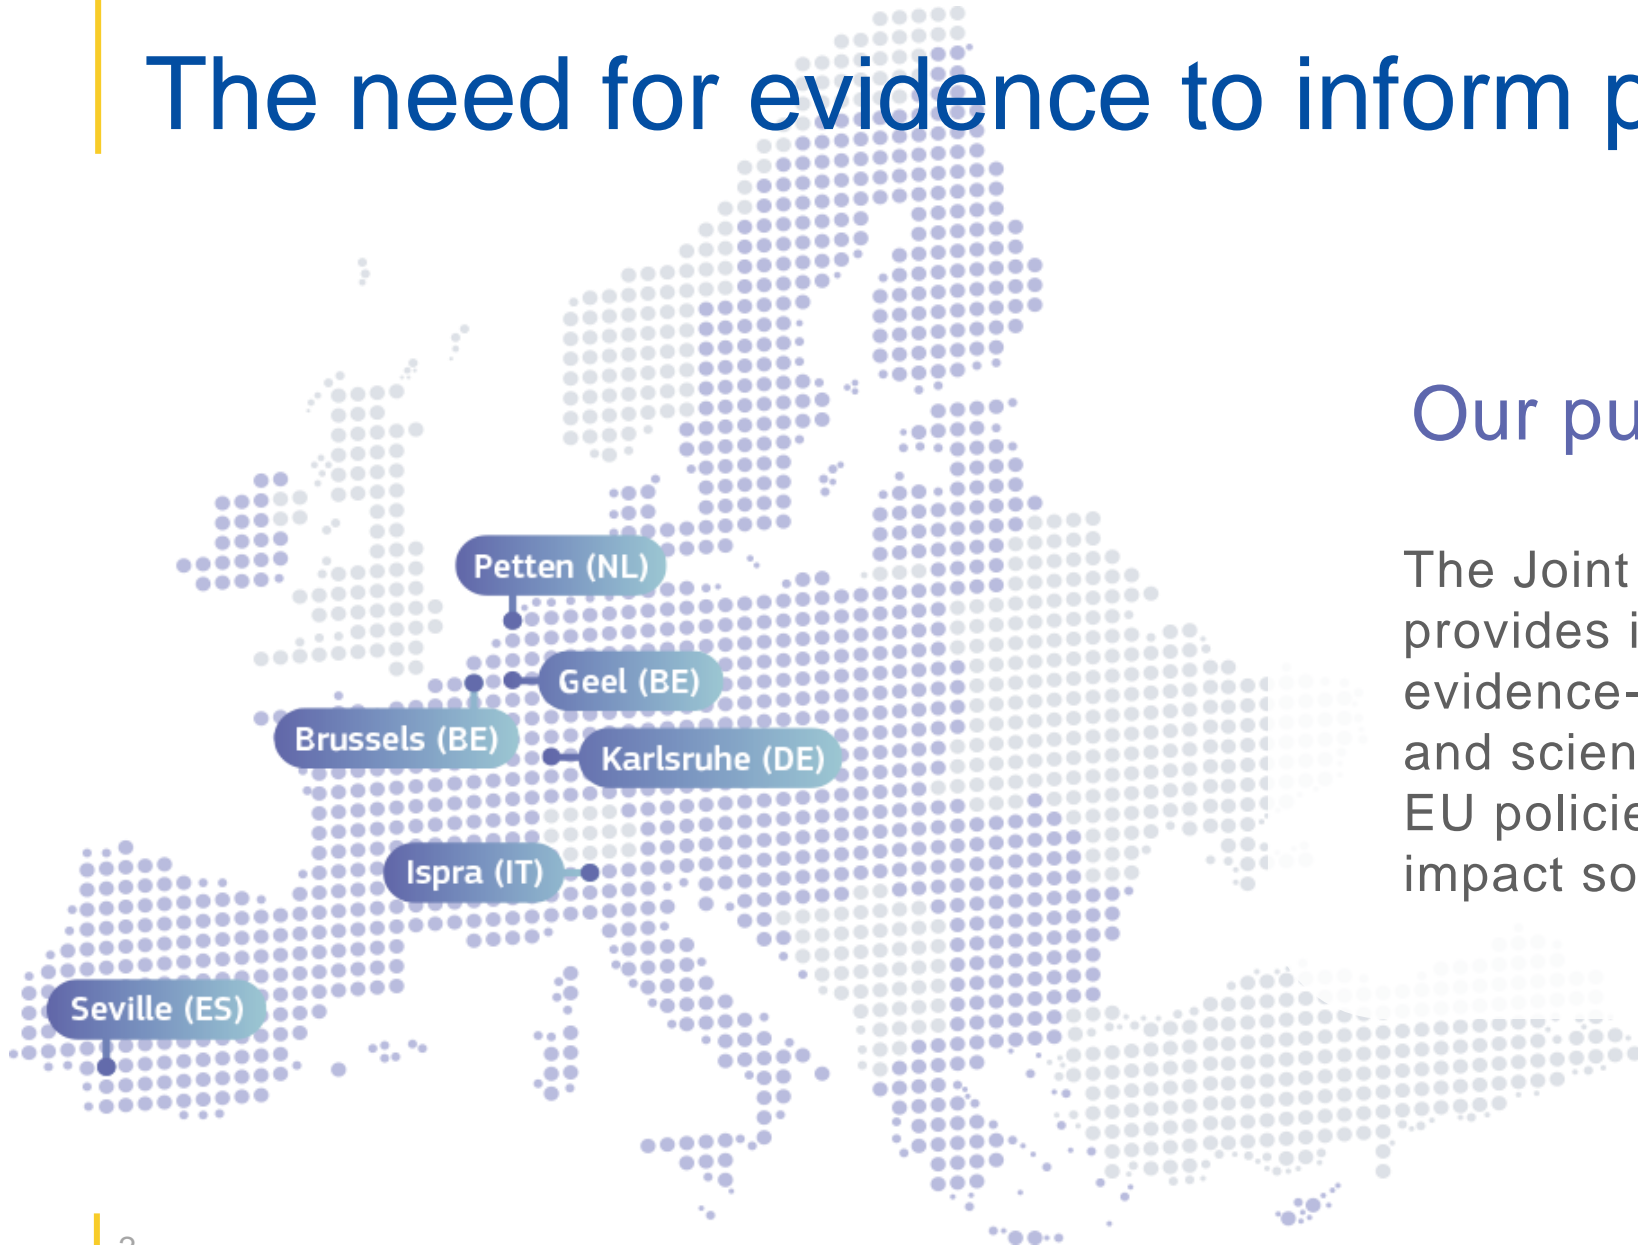 The need for evidence to inform p
Our pu
The Joint
provides i
evidence-
and scien
EU policie
impact so
Petten (NL)
Geel (BE)
Brussels (BE)
Karlsruhe (DE)
Ispra (IT)
Seville (ES)